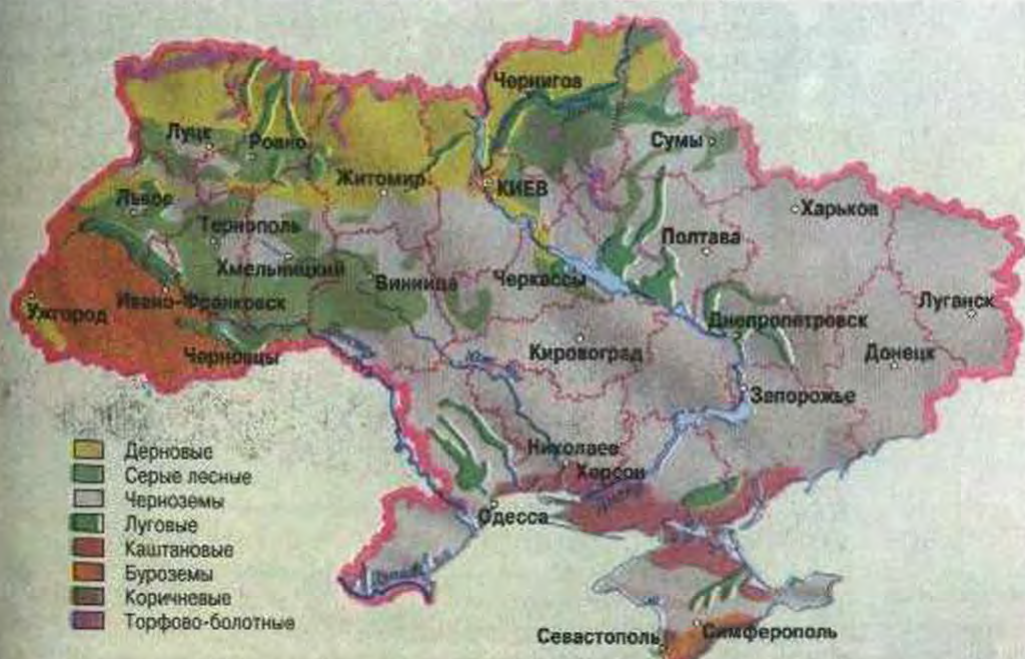 Чернигов
Луцк
Ровно
Сумы
Житомир
КИЕВ
Львов
Харьков
Тернополь
Полтава
Хмельницкий
Винница
Черкассы
Ивано-Франковск
Ужгород
Луганск
Днепропетровск
Черновцы
Кировоград
Донецк
Запорожье
Николаев
Херсон
Одесса
Севастополь
Симферополь
Дерновые
Серые лесные
Черноземы
Луговые
Каштановые
Буроземы
Коричневые
Торфово-болотные